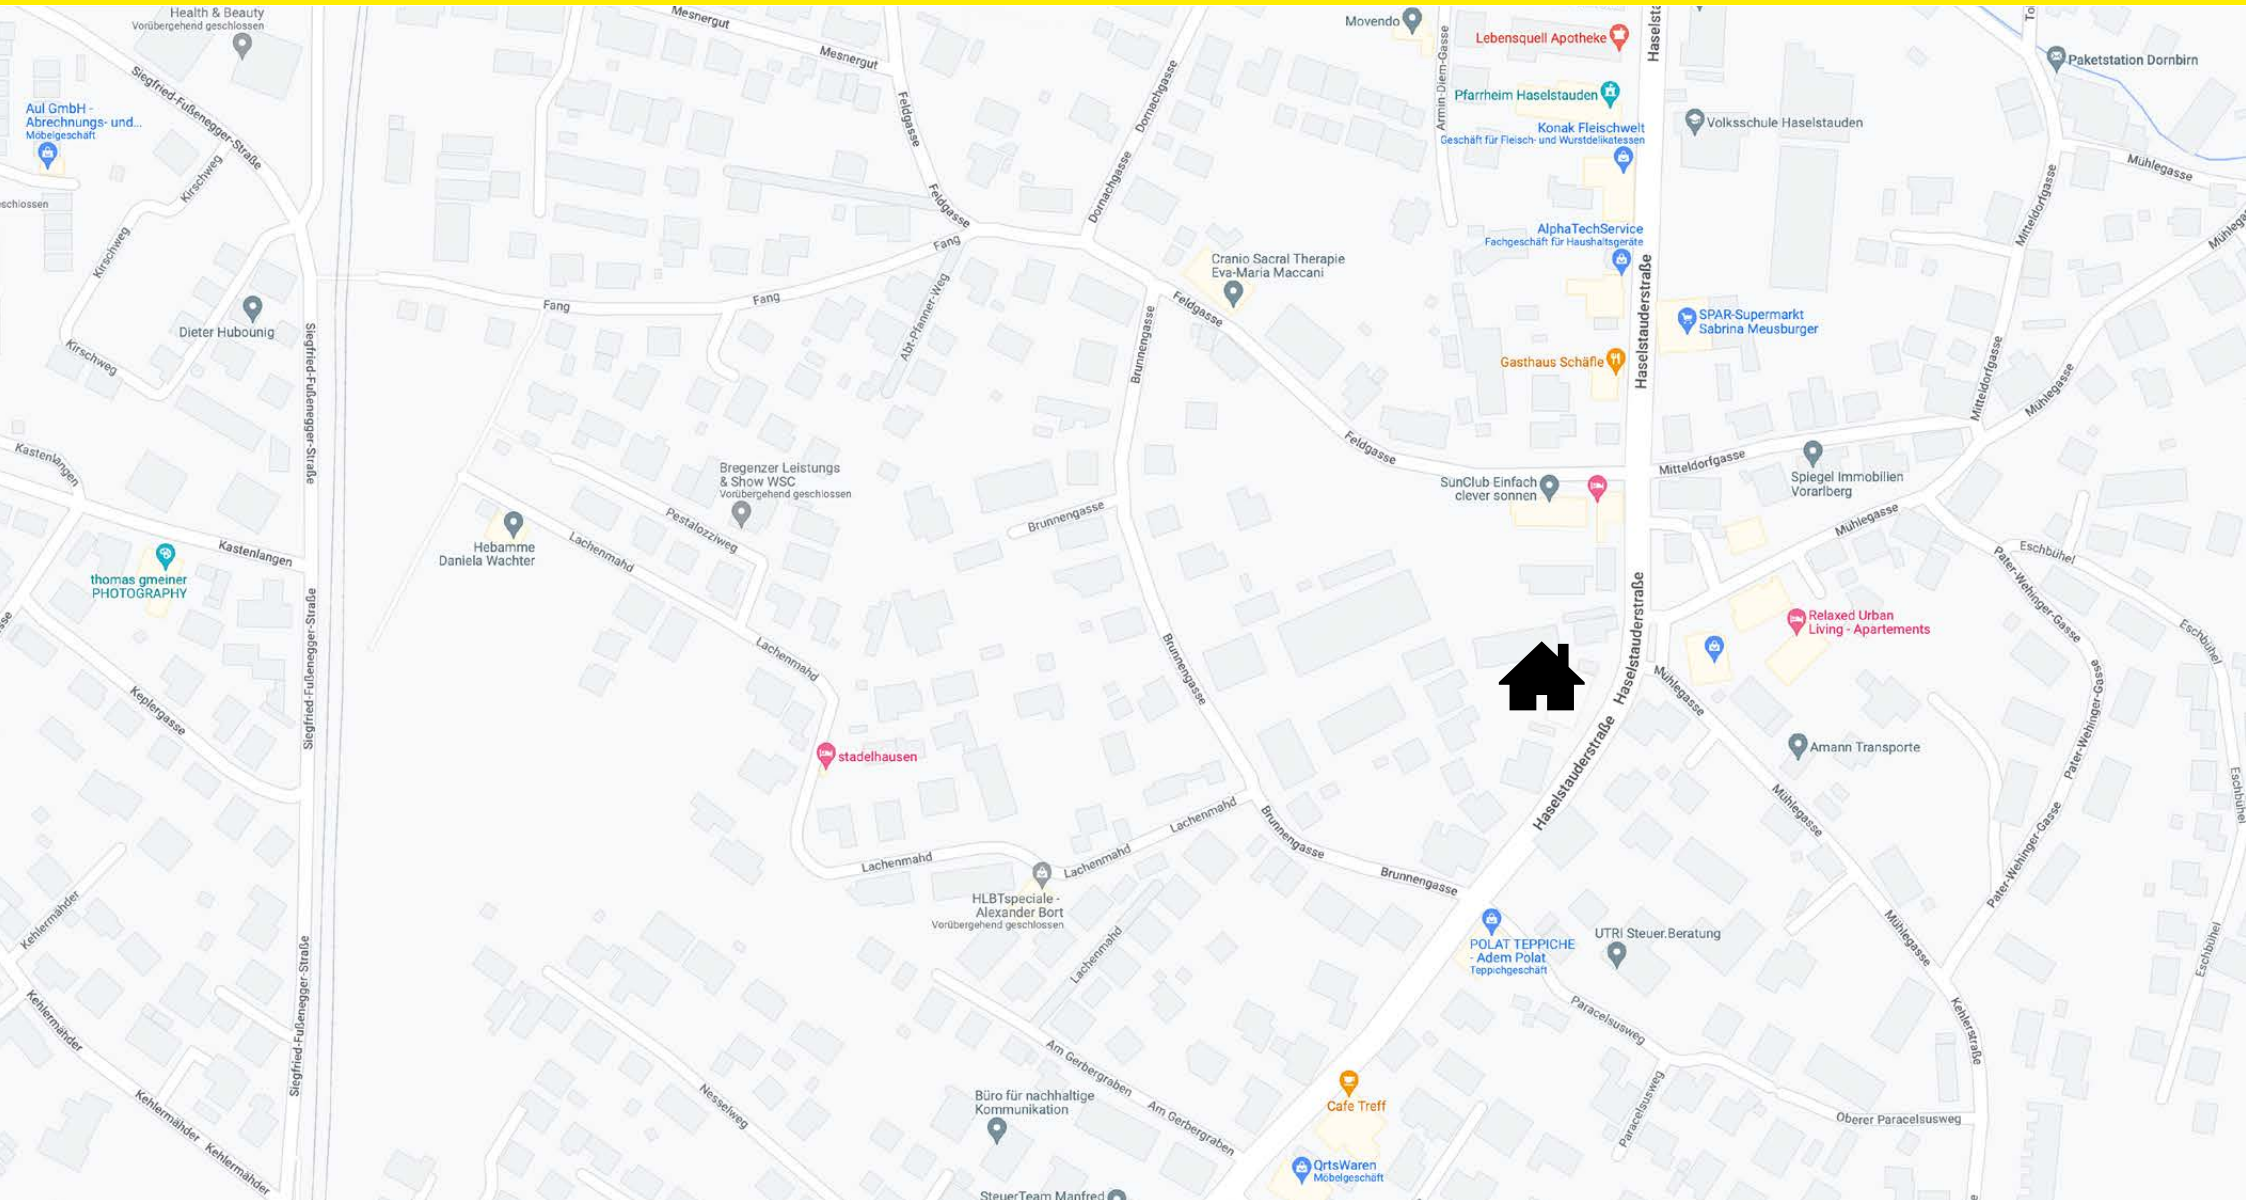 Health & Beauty
Vorübergehend geschlossen
Mesnergut
Mesnergut
Movendo
Lebensquell Apotheke
Armin-Diem-Gasse
Paketstation Dornbirn
Siegfried-Fußenegger-Straße
Aul GmbH -
Abrechnungs- und...
Möbelgeschäft
Feldgasse
Dornachgasse
Pfarrheim Haselstauden
Konak Fleischwelt
Geschäft für Fleisch- und Wurstdelikatessen
Volksschule Haselstauden
Mühlegasse
Kirschweg
Kirschweg
Kirschweg
Feldgasse
Dornachgasse
Fang
Fang
Fang
Abt-Pfanner-Weg
AlphaTechService
Fachgeschäft für Haushaltsgeräte
Mitteldorfgasse
Cranio Sacral Therapie
Eva-Maria Maccani
Feldgasse
Haselstauderstraße
Dieter Hubounig
Siegfried-Fußenegger-Straße
Brunnengasse
SPAR-Supermarkt
Sabrina Meusburger
Gasthaus Schäfle
Mitteldorfgasse
Mühlegasse
Feldgasse
Kastenlangen
Bregenzer Leistungs
& Show WSC
Vorübergehend geschlossen
Mitteldorfgasse
Spiegel Immobilien
Vorarlberg
SunClub Einfach
clever sonnen
Brunnengasse
Pestalozziweg
Mühlegasse
Hebamme
Daniela Wachter
Lachenmahd
Kastenlangen
Eschbühel
Pater-Wehinger-Gasse
thomas gmeiner
PHOTOGRAPHY
Siegfried-Fußenegger-Straße
Haselstauderstraße
Relaxed Urban
Living - Apartements
Eschbühel
Lachenmahd
Brunnengasse
Mühlegasse
Pater-Wehinger-Gasse
Keplergasse
stadelhausen
Haselstauderstraße
Amann Transporte
Mühlegasse
Eschbühel
Lachenmahd
Brunnengasse
Lachenmahd
Lachenmahd
Brunnengasse
Pater-Wehinger-Gasse
HLBTspeciale -
Alexander Bort
Vorübergehend geschlossen
Kehlermähder
Lachenmahd
POLAT TEPPICHE
- Adem Polat
Teppichgeschäft
UTRI Steuer.Beratung
Mühlegasse
Eschbühel
Siegfried-Fußenegger-Straße
Kehlermähder
Paracelsusweg
Kehlerstraße
Am Gerbergraben
Am Gerbergraben
Büro für nachhaltige
Kommunikation
Nesselweg
Cafe Treff
Paracelsusweg
Oberer Paracelsusweg
Kehlermähder
Kehlermähder
QrtsWaren
Möbelgeschäft
SteuerTeam Manfred